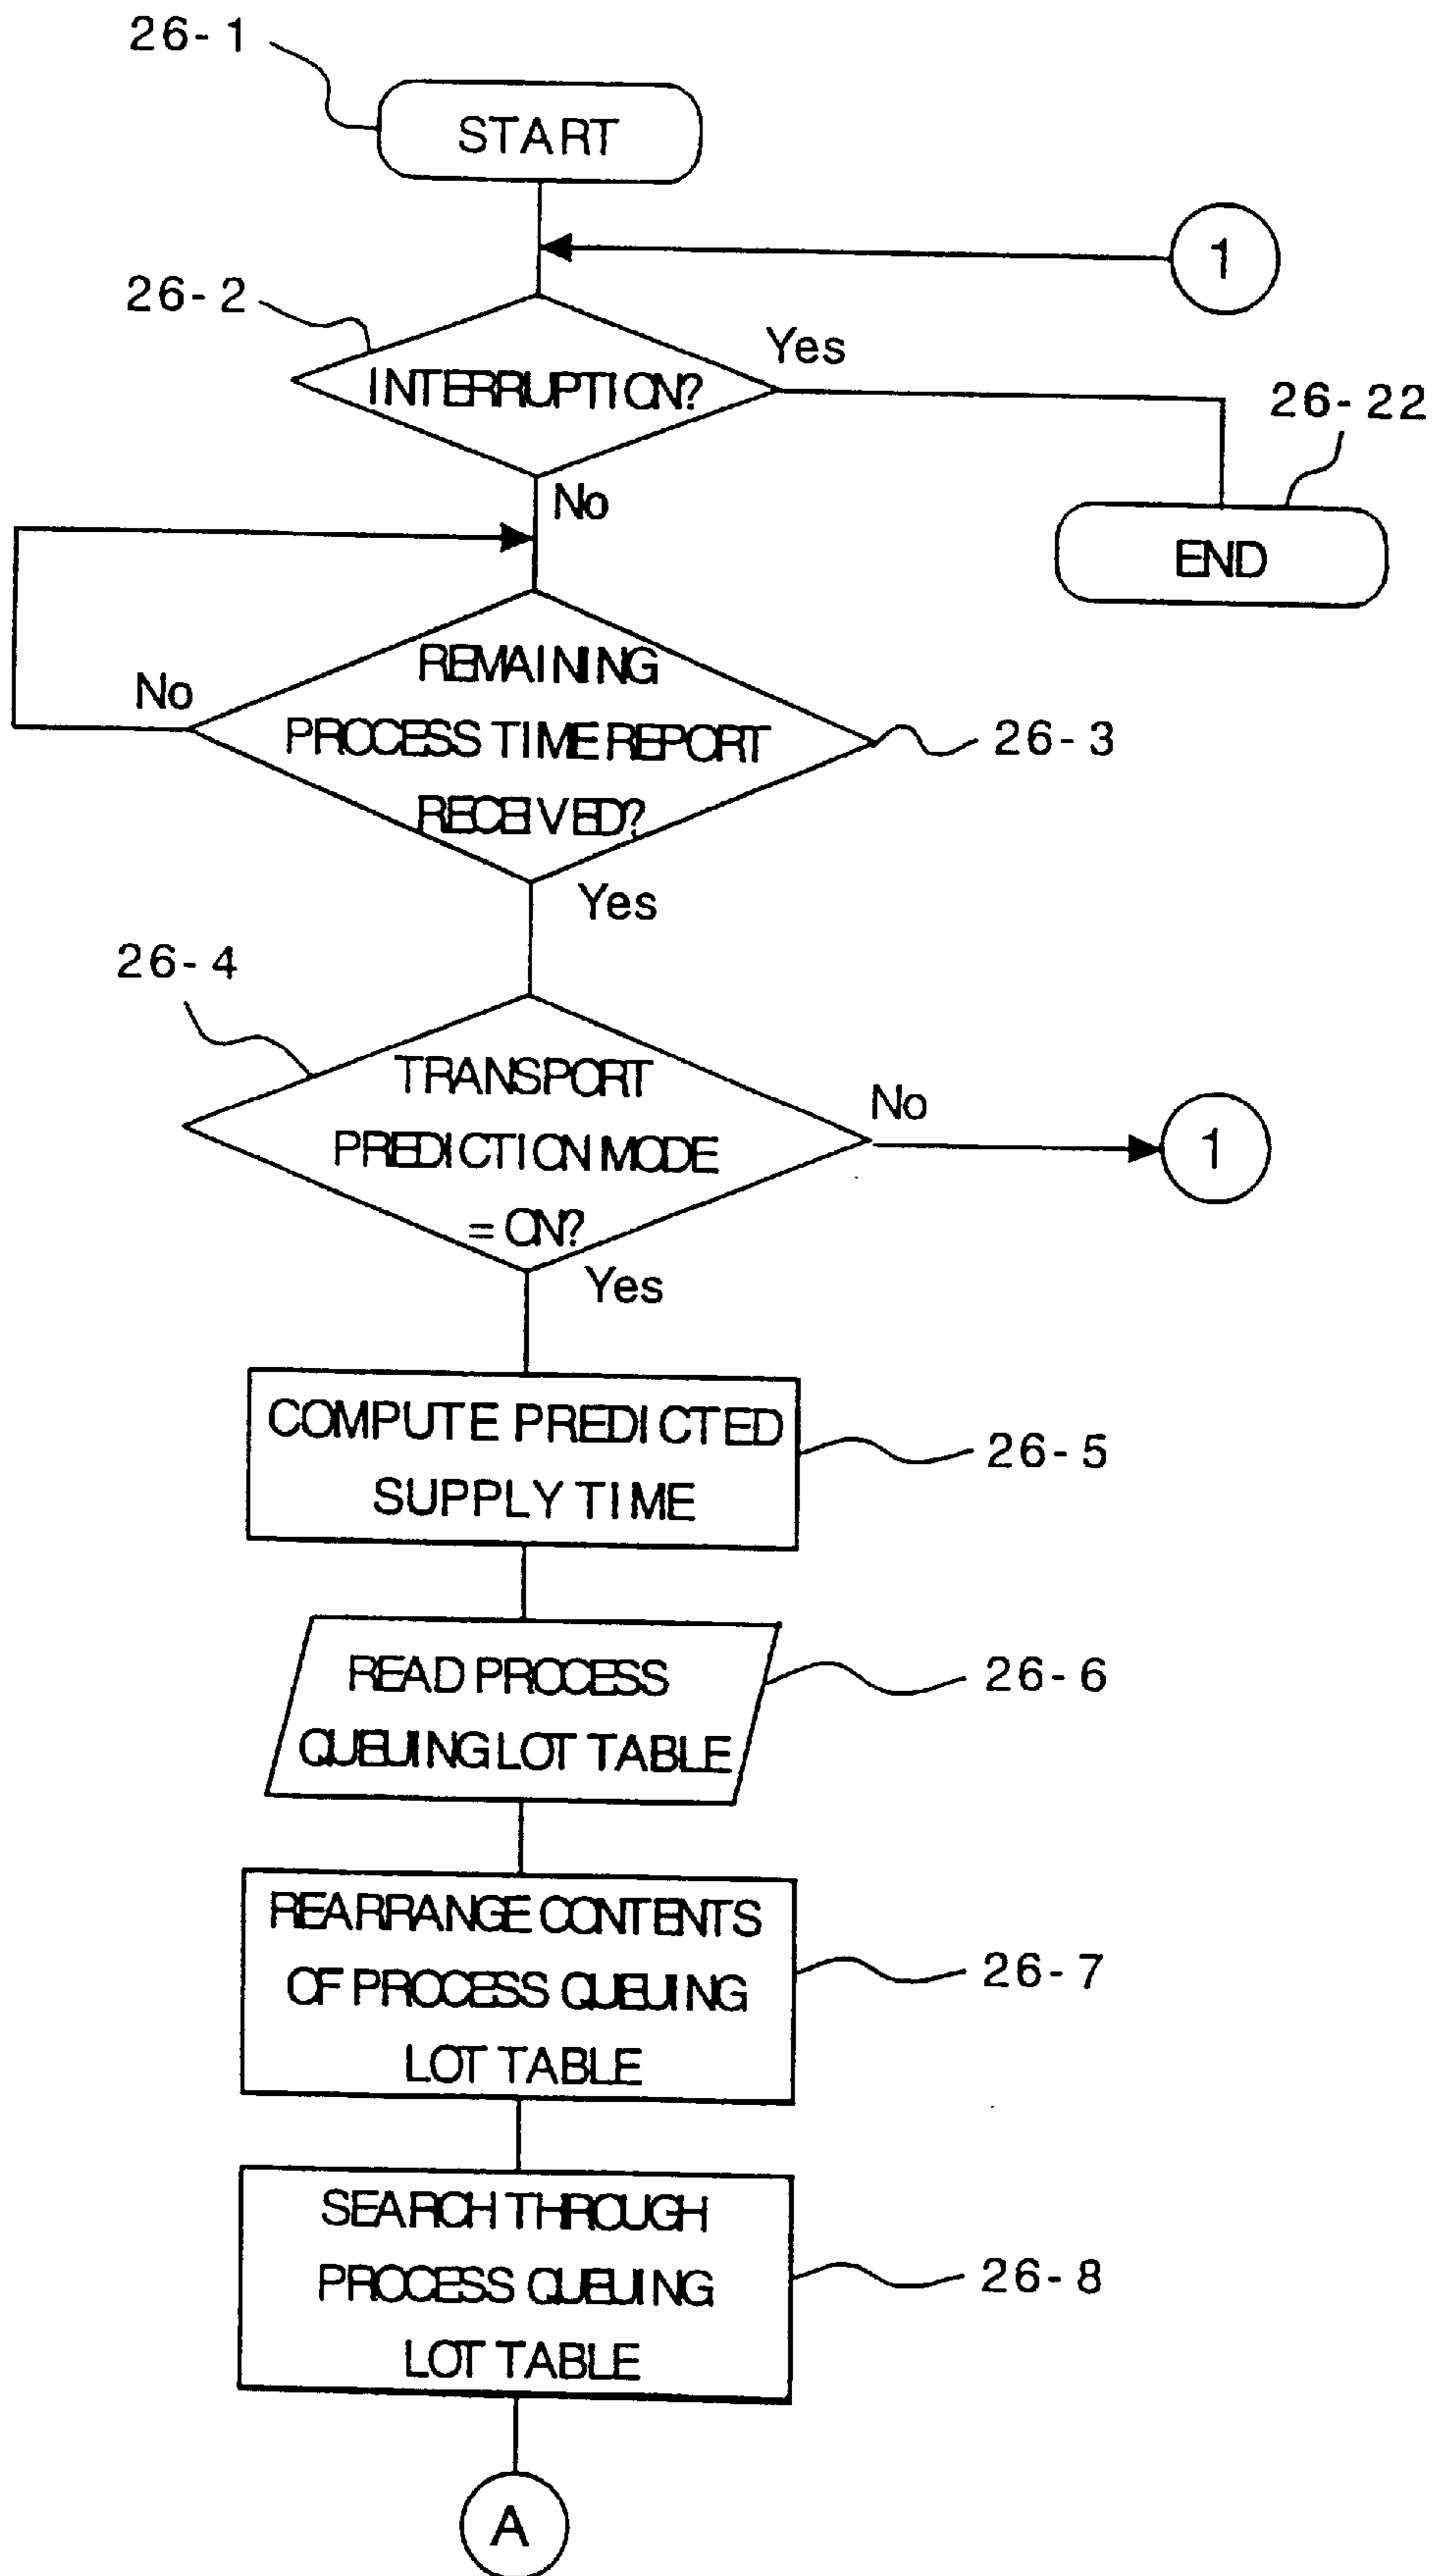 26-1
START
1
26-2
INTERRUPTION?
Yes
26-22
No
END
REMAINING
No
PROCESS TIME REPORT
26-3
RECEIVED?
Yes
26-4
TRANSPORT
No
PREDICTION MODE
1
= ON?
Yes
COMPUTE PREDICTED
26-5
SUPPLY TIME
READ PROCESS
26-6
QUEUING LOT TABLE
REARRANGE CONTENTS
OF PROCESS QUEUING
26-7
LOT TABLE
SEARCH THROUGH
PROCESS QUEUING
26-8
LOT TABLE
A